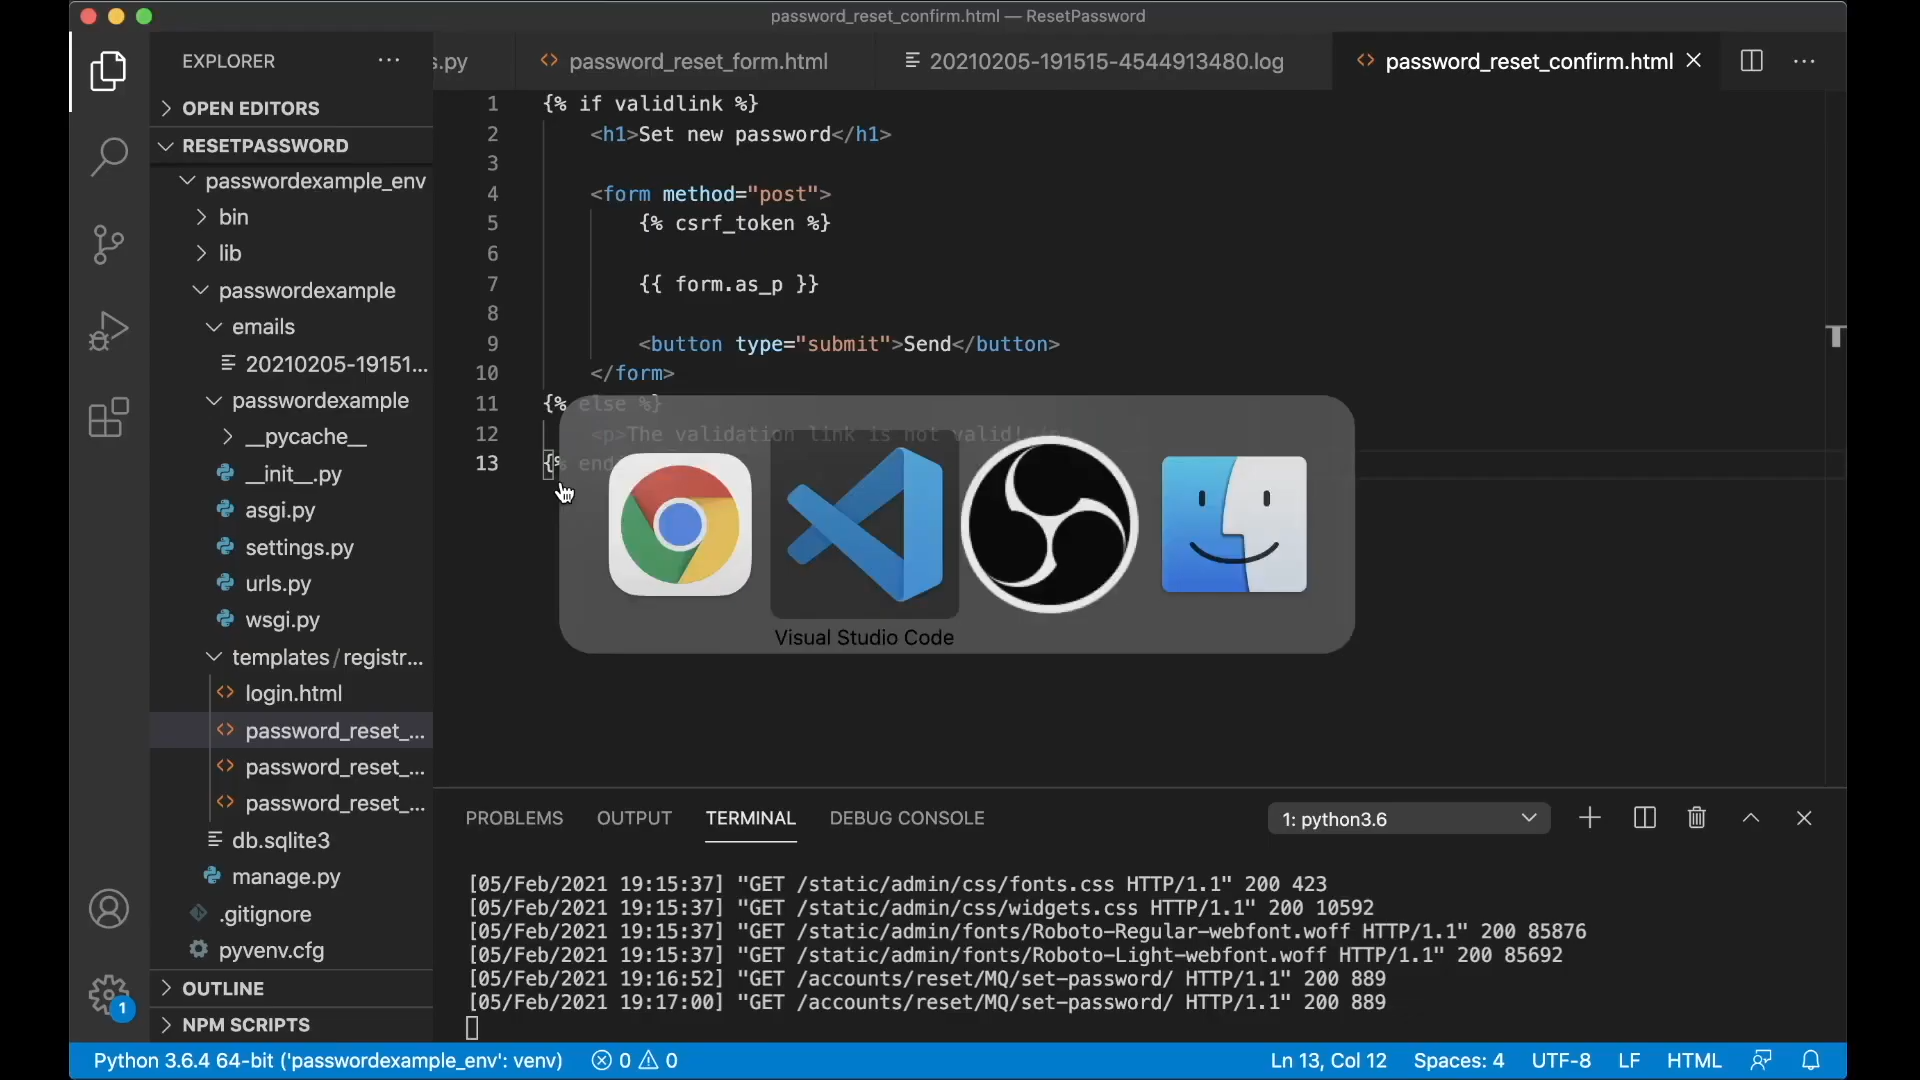 password_reset_confirm.html — ResetPassword
EXPLORER
s.py
password_reset_form.html
20210205-191515-4544913480.log
password_reset_confirm.html
OPEN EDITORS
RESETPASSWORD
passwordexample_env
bin
lib
passwordexample
emails
20210205-19151...
passwordexample
__pycache__
__init__.py
asgi.py
settings.py
urls.py
wsgi.py
templates/registr...
login.html
password_reset_...
password_reset_...
password_reset_...
db.sqlite3
manage.py
.gitignore
pyvenv.cfg
OUTLINE
NPM SCRIPTS
1 {% if validlink %}
2 <h1>Set new password</h1>
3
4 <form method="post">
5 {% csrf_token %}
6
7 {{ form.as_p }}
8
9 <button type="submit">Send</button>
10 </form>
11 {% else %}
12 <p>The validation link is not valid!
13 {% end
Visual Studio Code
PROBLEMS
OUTPUT
TERMINAL
DEBUG CONSOLE
1: python3.6
[05/Feb/2021 19:15:37] "GET /static/admin/css/fonts.css HTTP/1.1" 200 423
[05/Feb/2021 19:15:37] "GET /static/admin/css/widgets.css HTTP/1.1" 200 10592
[05/Feb/2021 19:15:37] "GET /static/admin/fonts/Roboto-Regular-webfont.woff HTTP/1.1" 200 85876
[05/Feb/2021 19:15:37] "GET /static/admin/fonts/Roboto-Light-webfont.woff HTTP/1.1" 200 85692
[05/Feb/2021 19:16:52] "GET /accounts/reset/MQ/set-password/ HTTP/1.1" 200 889
[05/Feb/2021 19:17:00] "GET /accounts/reset/MQ/set-password/ HTTP/1.1" 200 889
1
Python 3.6.4 64-bit ('passwordexample_env': venv)
0
0
Ln 13, Col 12
Spaces: 4
UTF-8
LF
HTML